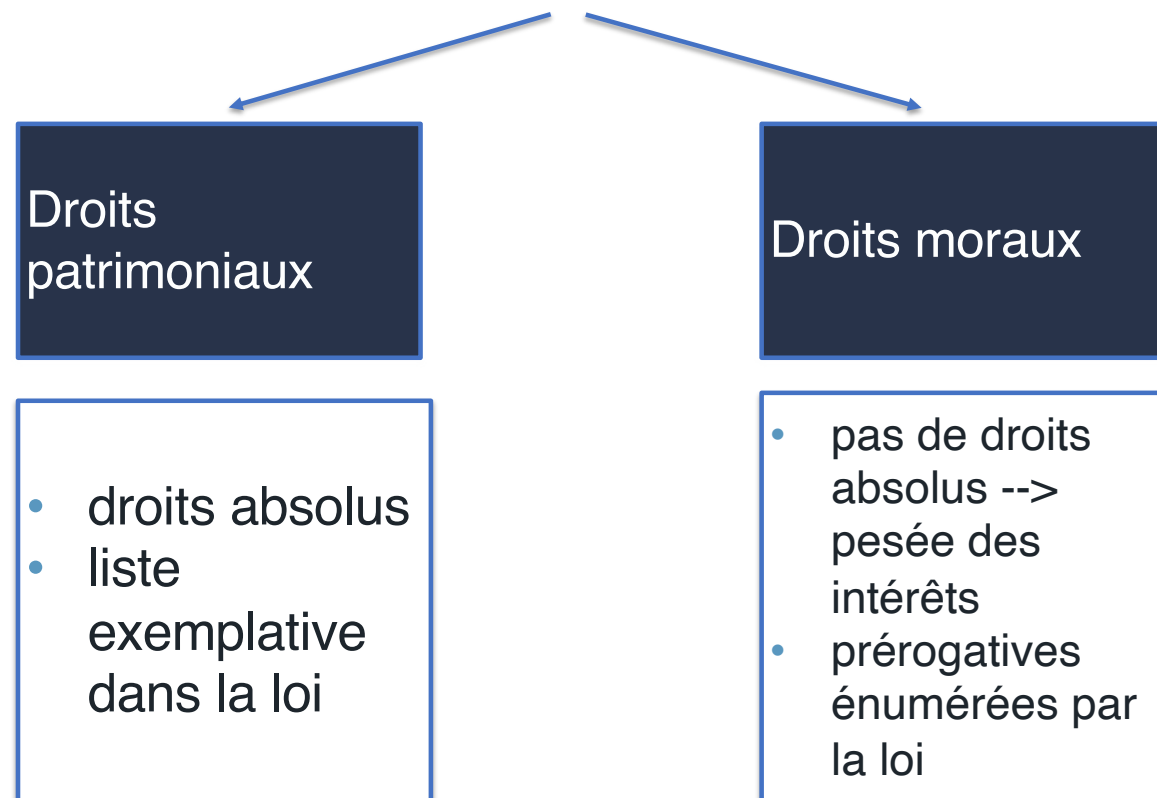 Droits
patrimoniaux
Droits moraux
• droits absolus
• liste
exemplative
dans la loi
• pas de droits
absolus -->
pesée des
intérêts
• prérogatives
énumérées par
la loi